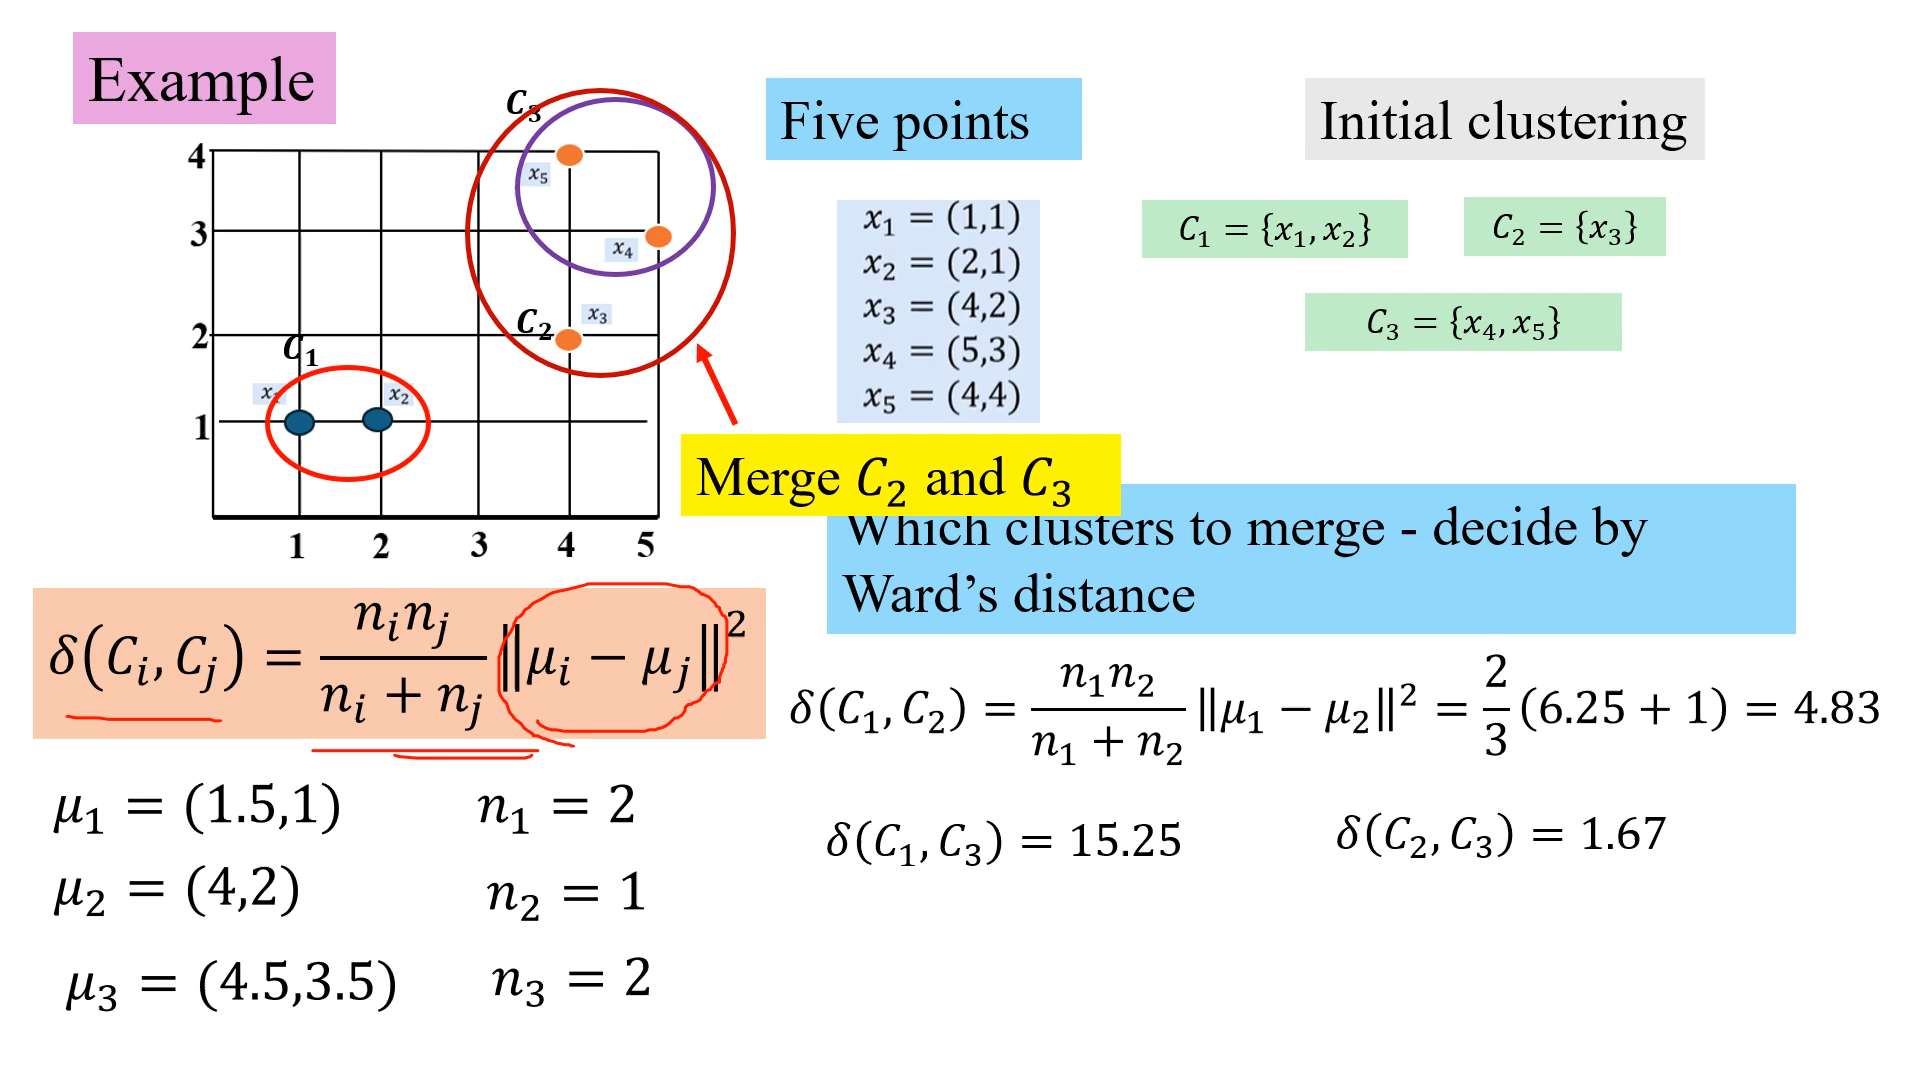 Example
Five points
Initial clustering
C₃
4
x₅
3
x₄
x₃
C₂
2
C₁
x₂
1
1 2 3 4 5
x₁ = (1,1)
x₂ = (2,1)
x₃ = (4,2)
x₄ = (5,3)
x₅ = (4,4)
C₁ = {x₁, x₂}
C₂ = {x₃}
C₃ = {x₄, x₅}
Merge C₂ and C₃
Which clusters to merge - decide by
Ward’s distance
δ(Cᵢ, Cⱼ) = nᵢnⱼ / (nᵢ + nⱼ) ‖μᵢ − μⱼ‖²
δ(C₁, C₂) = n₁n₂ / (n₁ + n₂) ‖μ₁ − μ₂‖² = 2/3 (6.25 + 1) = 4.83
δ(C₁, C₃) = 15.25
δ(C₂, C₃) = 1.67
μ₁ = (1.5,1)
n₁ = 2
μ₂ = (4,2)
n₂ = 1
μ₃ = (4.5,3.5)
n₃ = 2